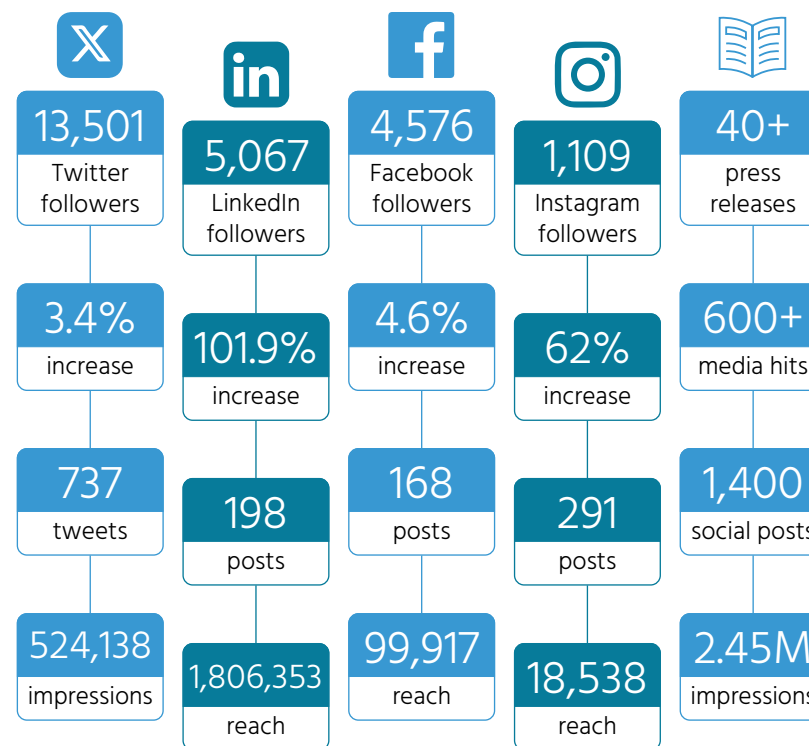 13,501
Twitter
followers
3.4%
increase
737
tweets
524,138
impressions
in
5,067
LinkedIn
followers
101.9%
increase
198
posts
1,806,353
reach
f
4,576
Facebook
followers
4.6%
increase
168
posts
99,917
reach
1,109
Instagram
followers
62%
increase
291
posts
18,538
reach
40+
press
releases
600+
media hits
1,400
social posts
2.45M
impressions